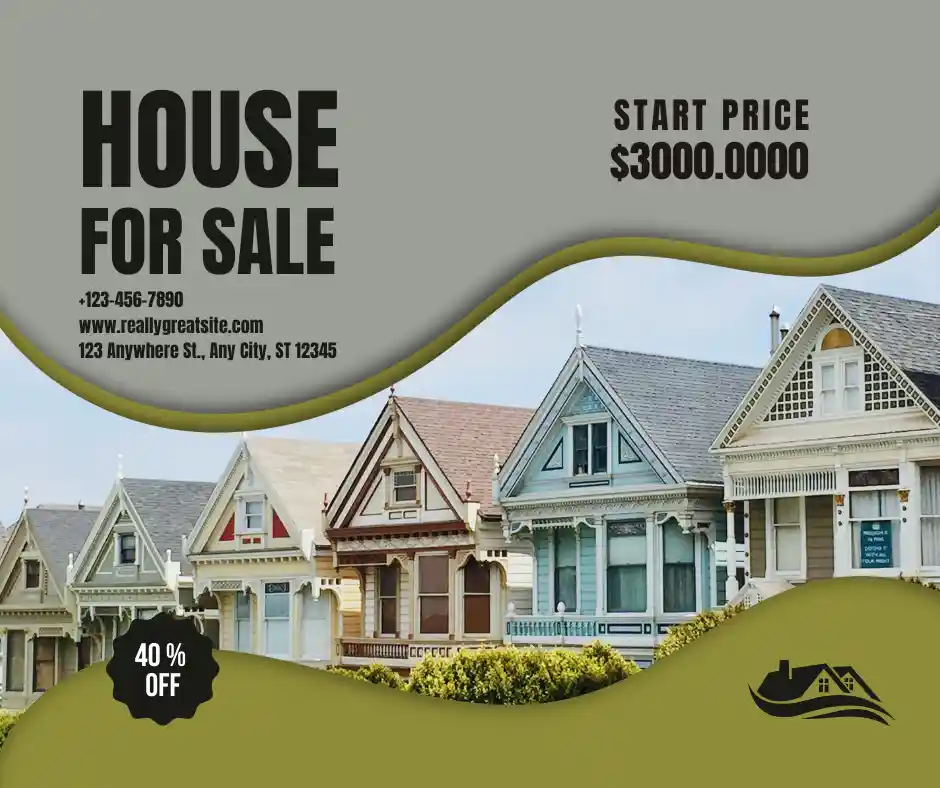 HOUSE
FOR SALE
+123-456-7890
www.reallygreatsite.com
123 Anywhere St., Any City, ST 12345
START PRICE
$3000.0000
40 %
OFF